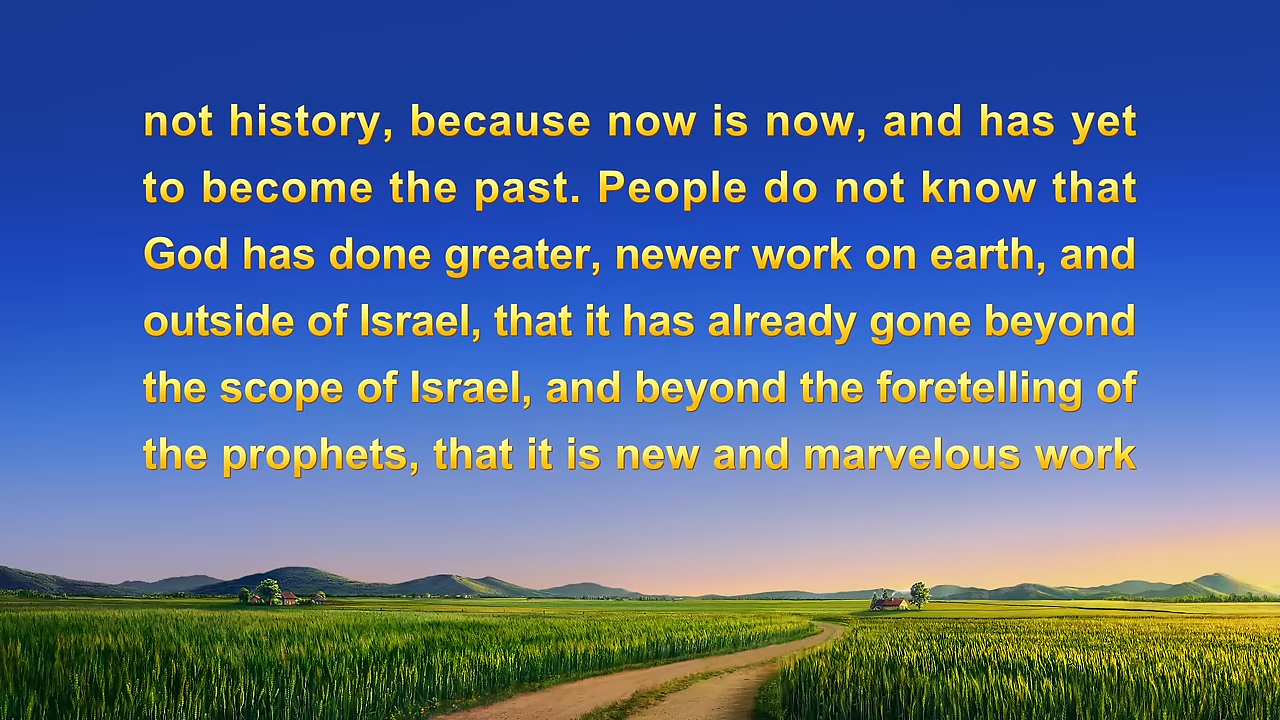 not history, because now is now, and has yet
to become the past. People do not know that
God has done greater, newer work on earth, and
outside of Israel, that it has already gone beyond
the scope of Israel, and beyond the foretelling of
the prophets, that it is new and marvelous work